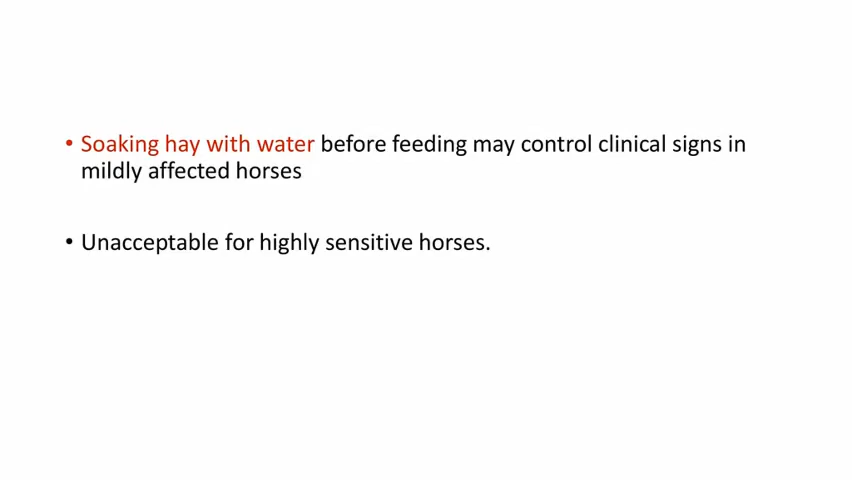 • Soaking hay with water before feeding may control clinical signs in
mildly affected horses
• Unacceptable for highly sensitive horses.